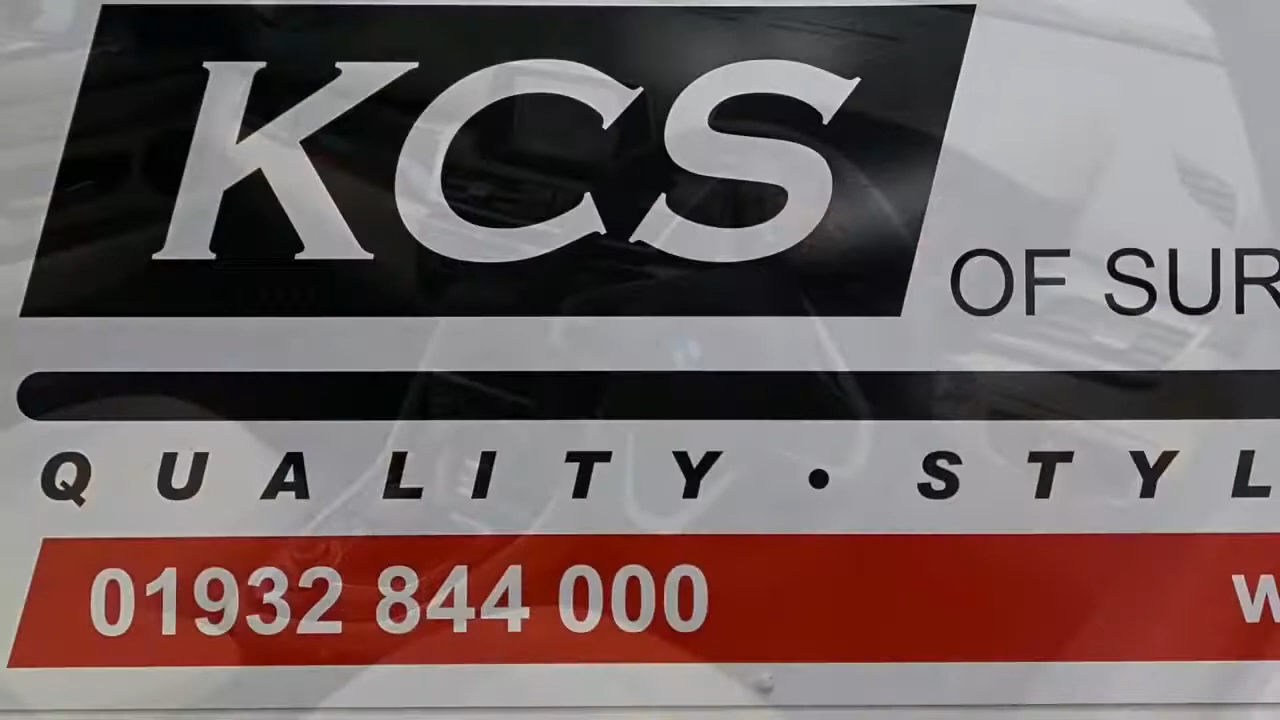 KCS
OF SUR
QUALITY • STYL
01932 844 000
W